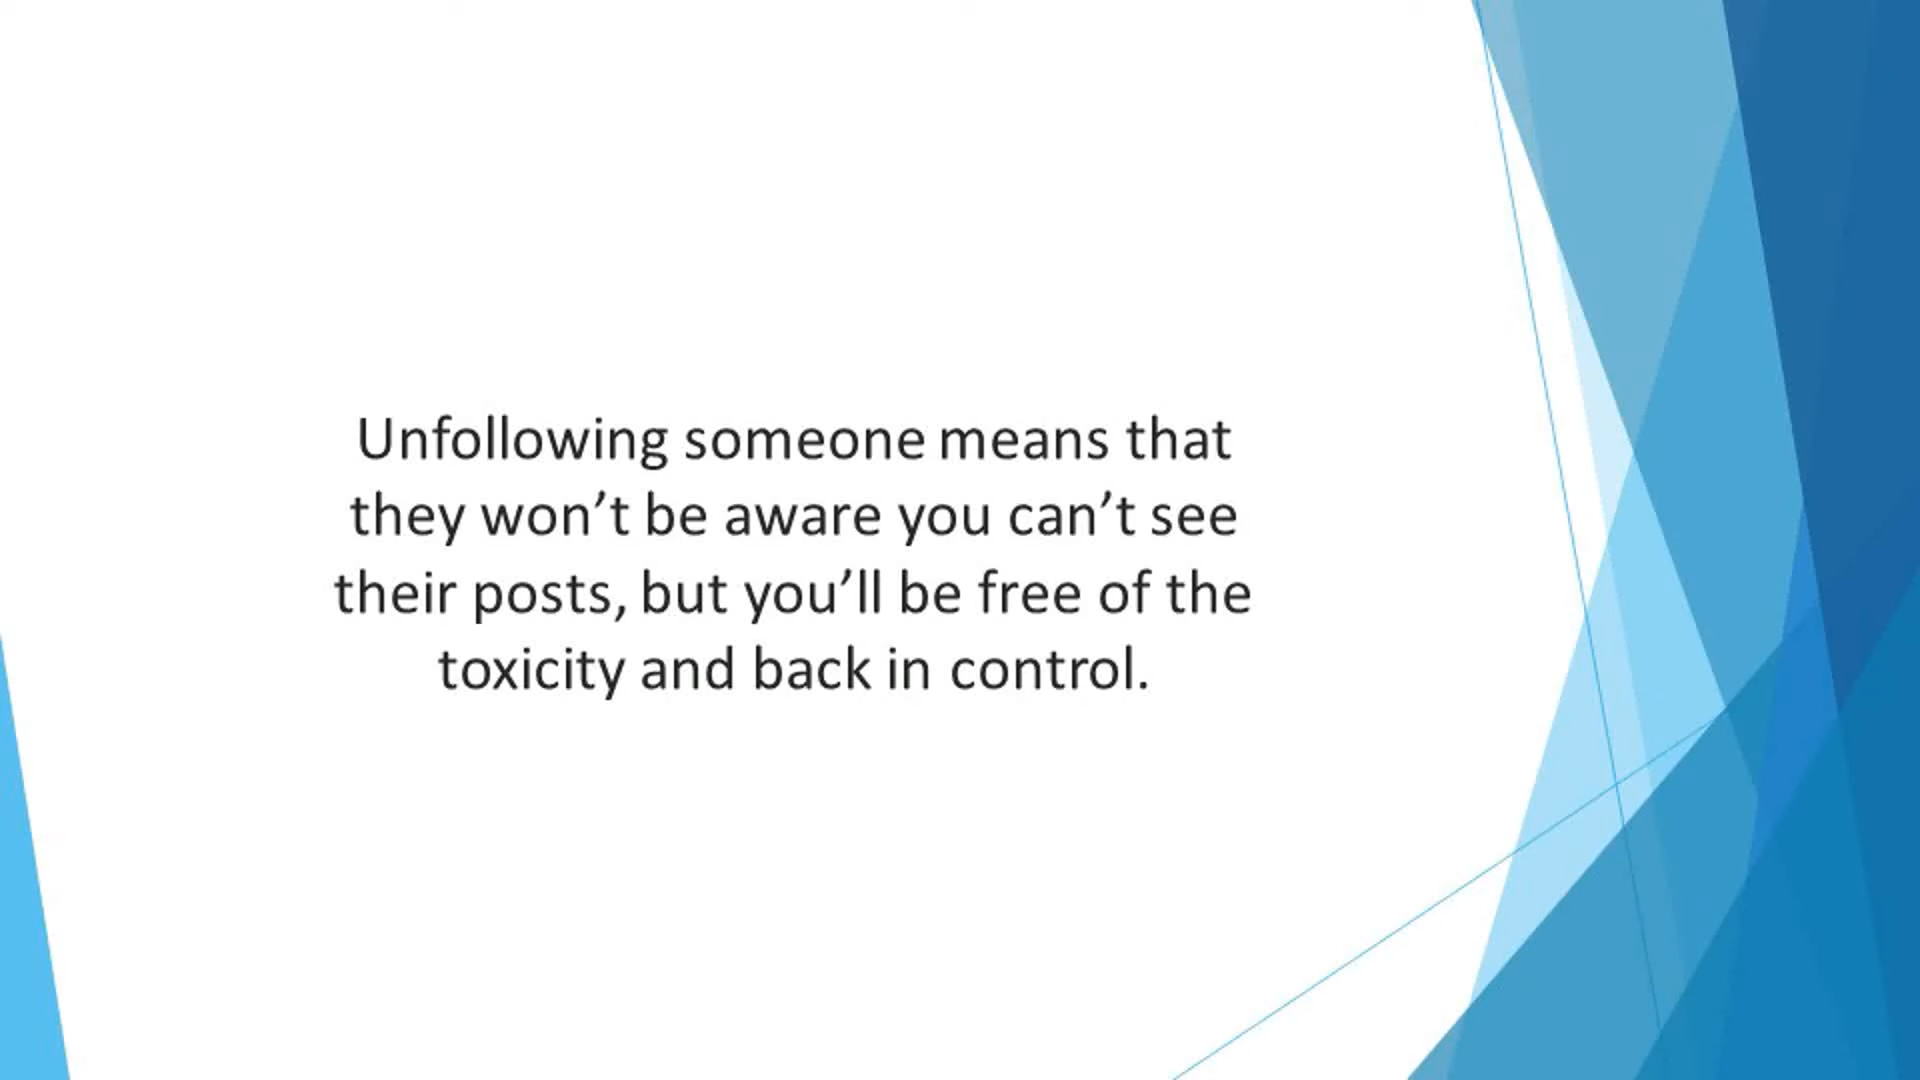 Unfollowing someone means that
they won’t be aware you can’t see
their posts, but you’ll be free of the
toxicity and back in control.